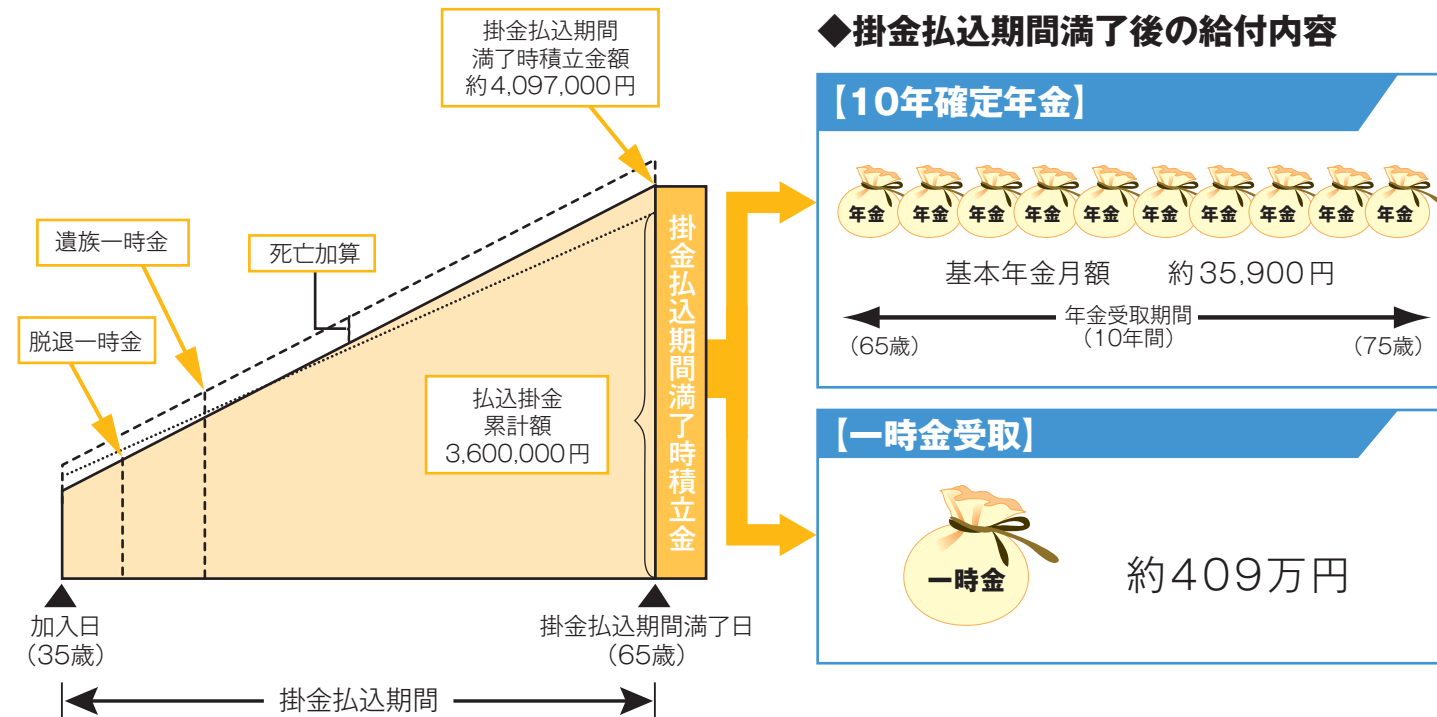 掛金払込期間
満了時積立金額
約4,097,000円
遺族一時金
死亡加算
脱退一時金
払込掛金
累計額
3,600,000円
掛金払込期間満了時積立金
加入日
（35歳）
掛金払込期間満了日
（65歳）
掛金払込期間
◆掛金払込期間満了後の給付内容
【10年確定年金】
年金 年金 年金 年金 年金 年金 年金 年金 年金 年金
基本年金月額 約35,900円
年金受取期間
（10年間）
（65歳） （75歳）
【一時金受取】
一時金
約409万円